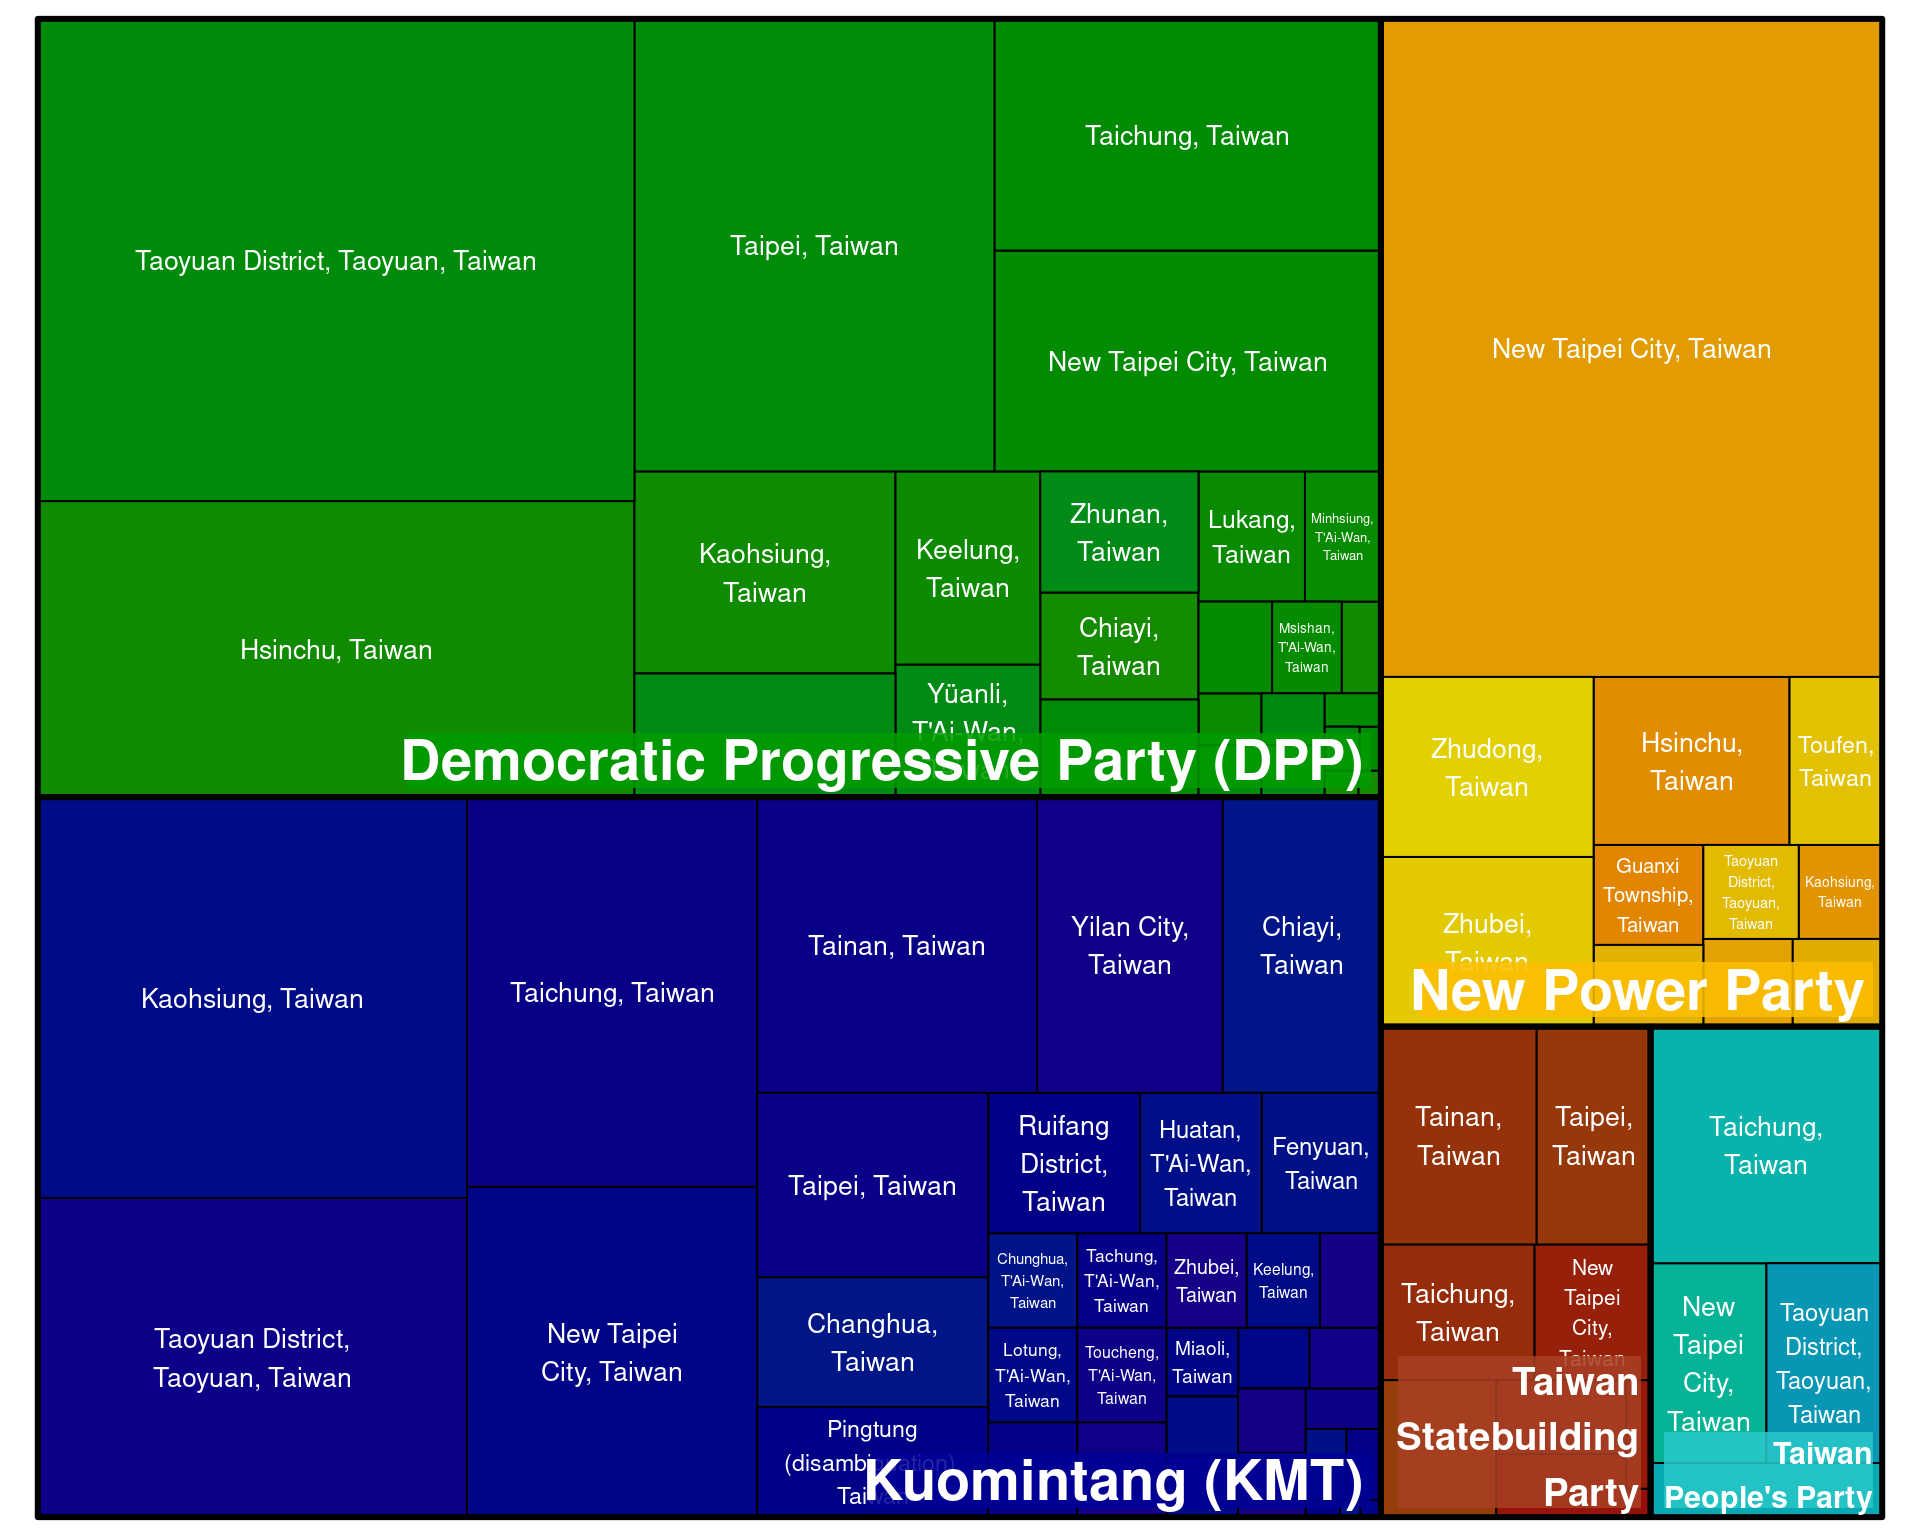 Taoyuan District, Taoyuan, Taiwan
Hsinchu, Taiwan
Taipei, Taiwan
Taichung, Taiwan
New Taipei City, Taiwan
Kaohsiung,
Taiwan
Keelung,
Taiwan
Yüanli,
T'Ai-Wan,
Zhunan,
Taiwan
Chiayi,
Taiwan
Lukang,
Taiwan
Minhsiung,
T'Ai-Wan,
Taiwan
Msishan,
T'Ai-Wan,
Taiwan
Democratic Progressive Party (DPP)
Kaohsiung, Taiwan
Taoyuan District,
Taoyuan, Taiwan
Taichung, Taiwan
New Taipei
City, Taiwan
Tainan, Taiwan
Yilan City,
Taiwan
Chiayi,
Taiwan
Taipei, Taiwan
Changhua,
Taiwan
Pingtung
(disambiguation)
Taiwan
Ruifang
District,
Taiwan
Huatan,
T'Ai-Wan,
Taiwan
Fenyuan,
Taiwan
Chunghua,
T'Ai-Wan,
Taiwan
Tachung,
T'Ai-Wan,
Taiwan
Zhubei,
Taiwan
Keelung,
Taiwan
Lotung,
T'Ai-Wan,
Taiwan
Toucheng,
T'Ai-Wan,
Taiwan
Miaoli,
Taiwan
Kuomintang (KMT)
New Taipei City, Taiwan
Zhudong,
Taiwan
Zhubei,
Taiwan
Hsinchu,
Taiwan
Toufen,
Taiwan
Guanxi
Township,
Taiwan
Taoyuan
District,
Taoyuan,
Taiwan
Kaohsiung,
Taiwan
New Power Party
Tainan,
Taiwan
Taipei,
Taiwan
Taichung,
Taiwan
New
Taipei
City,
Taiwan
Taiwan
Statebuilding
Party
Taichung,
Taiwan
New
Taipei
City,
Taiwan
Taoyuan
District,
Taoyuan,
Taiwan
Taiwan
People's Party